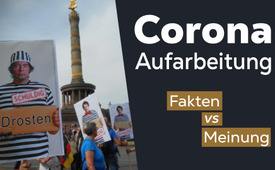 SCHULDIG
Drosten
Corona
Aufarbeitung
Fakten
vs
Meinung